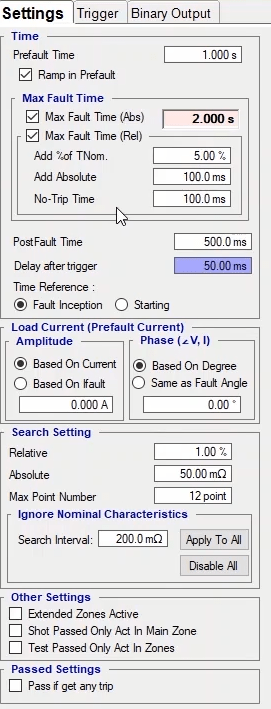 Settings Trigger Binary Output
Time
Prefault Time 1.000 s
Ramp in Prefault
Max Fault Time
Max Fault Time (Abs) 2.000 s
Max Fault Time (Rel)
Add %of TNom. 5.00 %
Add Absolute 100.0 ms
No-Trip Time 100.0 ms
PostFault Time 500.0 ms
Delay after trigger 50.00 ms
Time Reference :
Fault Inception Starting
Load Current (Prefault Current)
Amplitude Phase (∠V, I)
Based On Current Based On Degree
Based On Ifault Same as Fault Angle
0.000 A 0.00 °
Search Setting
Relative 1.00 %
Absolute 50.00 mΩ
Max Point Number 12 point
Ignore Nominal Characteristics
Search Interval: 200.0 mΩ Apply To All
Disable All
Other Settings
Extended Zones Active
Shot Passed Only Act In Main Zone
Test Passed Only Act In Zones
Passed Settings
Pass if get any trip